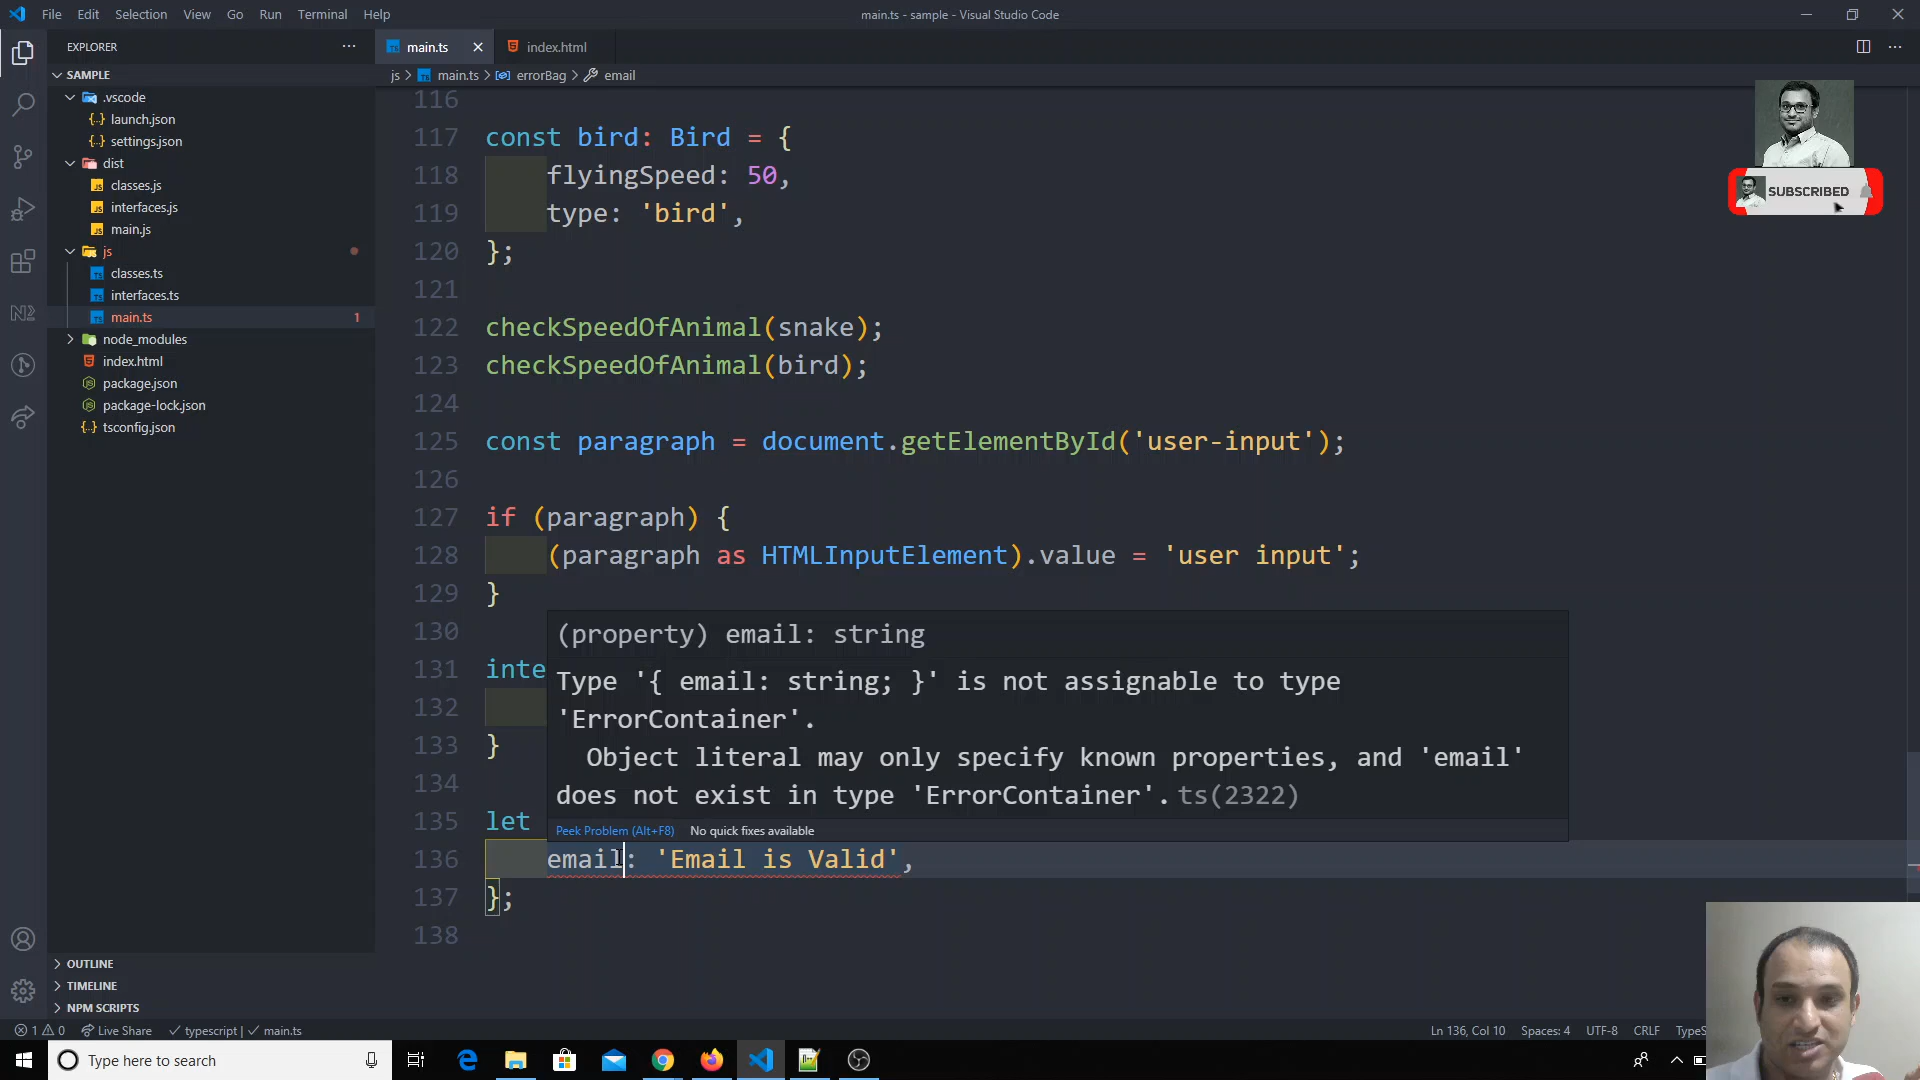 File Edit Selection View Go Run Terminal Help
main.ts - sample - Visual Studio Code
EXPLORER
SAMPLE
.vscode
launch.json
settings.json
dist
classes.js
interfaces.js
main.js
js
classes.ts
interfaces.ts
main.ts 1
node_modules
index.html
package.json
package-lock.json
tsconfig.json
OUTLINE
TIMELINE
NPM SCRIPTS
main.ts index.html
js > main.ts > errorBag > email
116
117 const bird: Bird = {
118 flyingSpeed: 50,
119 type: 'bird',
120 };
121
122 checkSpeedOfAnimal(snake);
123 checkSpeedOfAnimal(bird);
124
125 const paragraph = document.getElementById('user-input');
126
127 if (paragraph) {
128 (paragraph as HTMLInputElement).value = 'user input';
129 }
130
131 inte
132
133 }
134
135 let
136 email: 'Email is Valid',
137 };
138
(property) email: string
Type '{ email: string; }' is not assignable to type
'ErrorContainer'.
Object literal may only specify known properties, and 'email'
does not exist in type 'ErrorContainer'. ts(2322)
Peek Problem (Alt+F8) No quick fixes available
SUBSCRIBED
1 0 Live Share typescript | main.ts
Ln 136, Col 10 Spaces: 4 UTF-8 CRLF TypeS
Type here to search